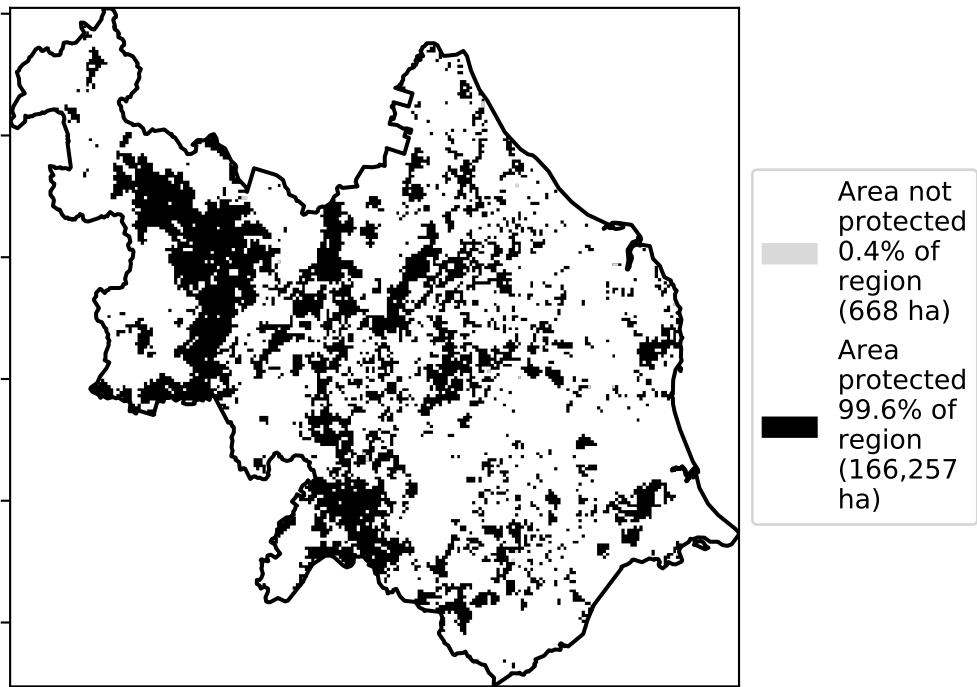 Area not
protected
0.4% of
region
(668 ha)
Area
protected
99.6% of
region
(166,257
ha)